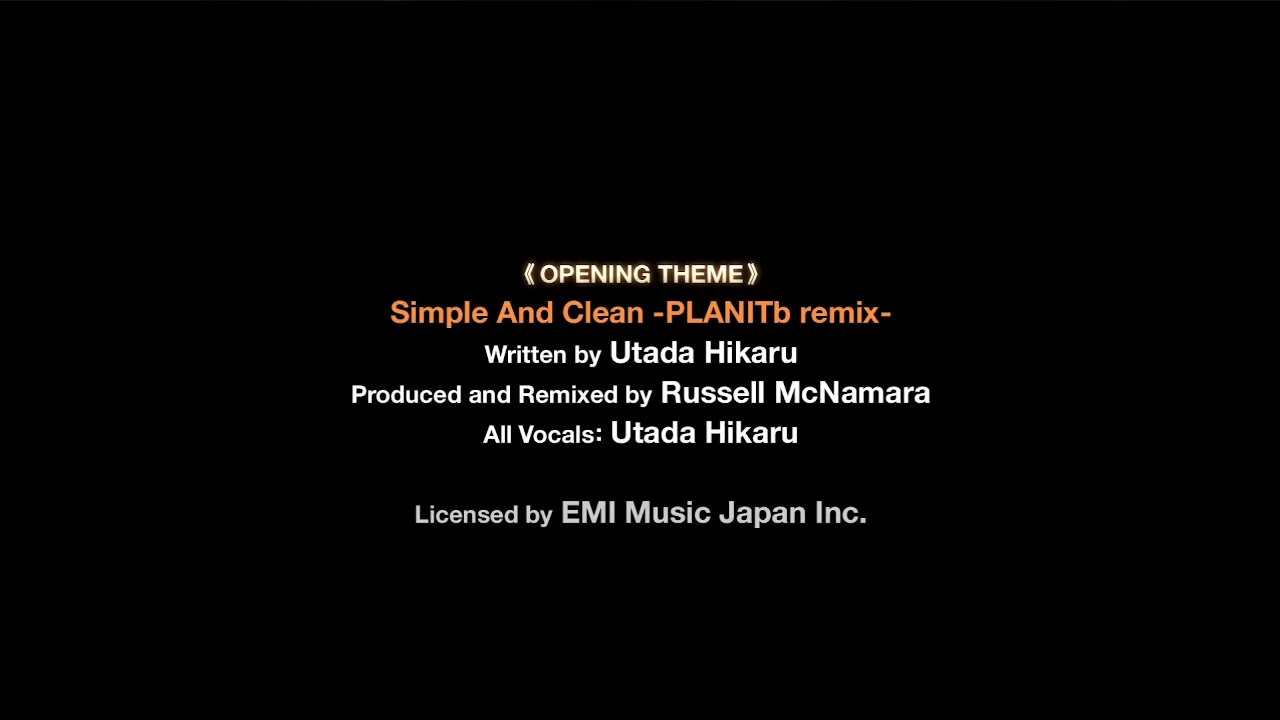 《OPENING THEME》
Simple And Clean -PLANITb remix-
Written by Utada Hikaru
Produced and Remixed by Russell McNamara
All Vocals: Utada Hikaru
Licensed by EMI Music Japan Inc.